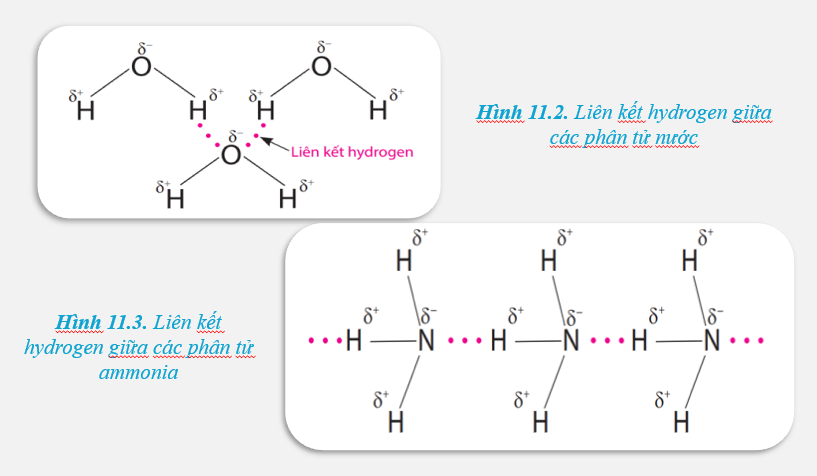 δ⁻ δ⁻
O O
δ⁺ δ⁺ δ⁺ δ⁺
H H H H
δ⁻
O
Liên kết hydrogen
δ⁺ δ⁺
H H
Hình 11.2. Liên kết hydrogen giữa
các phân tử nước
δ⁺ δ⁺ δ⁺
H H H
δ⁺ δ⁻ δ⁺ δ⁻ δ⁺ δ⁻
H N H N H N
δ⁺ δ⁺ δ⁺
H H H
Hình 11.3. Liên kết
hydrogen giữa các phân tử
ammonia